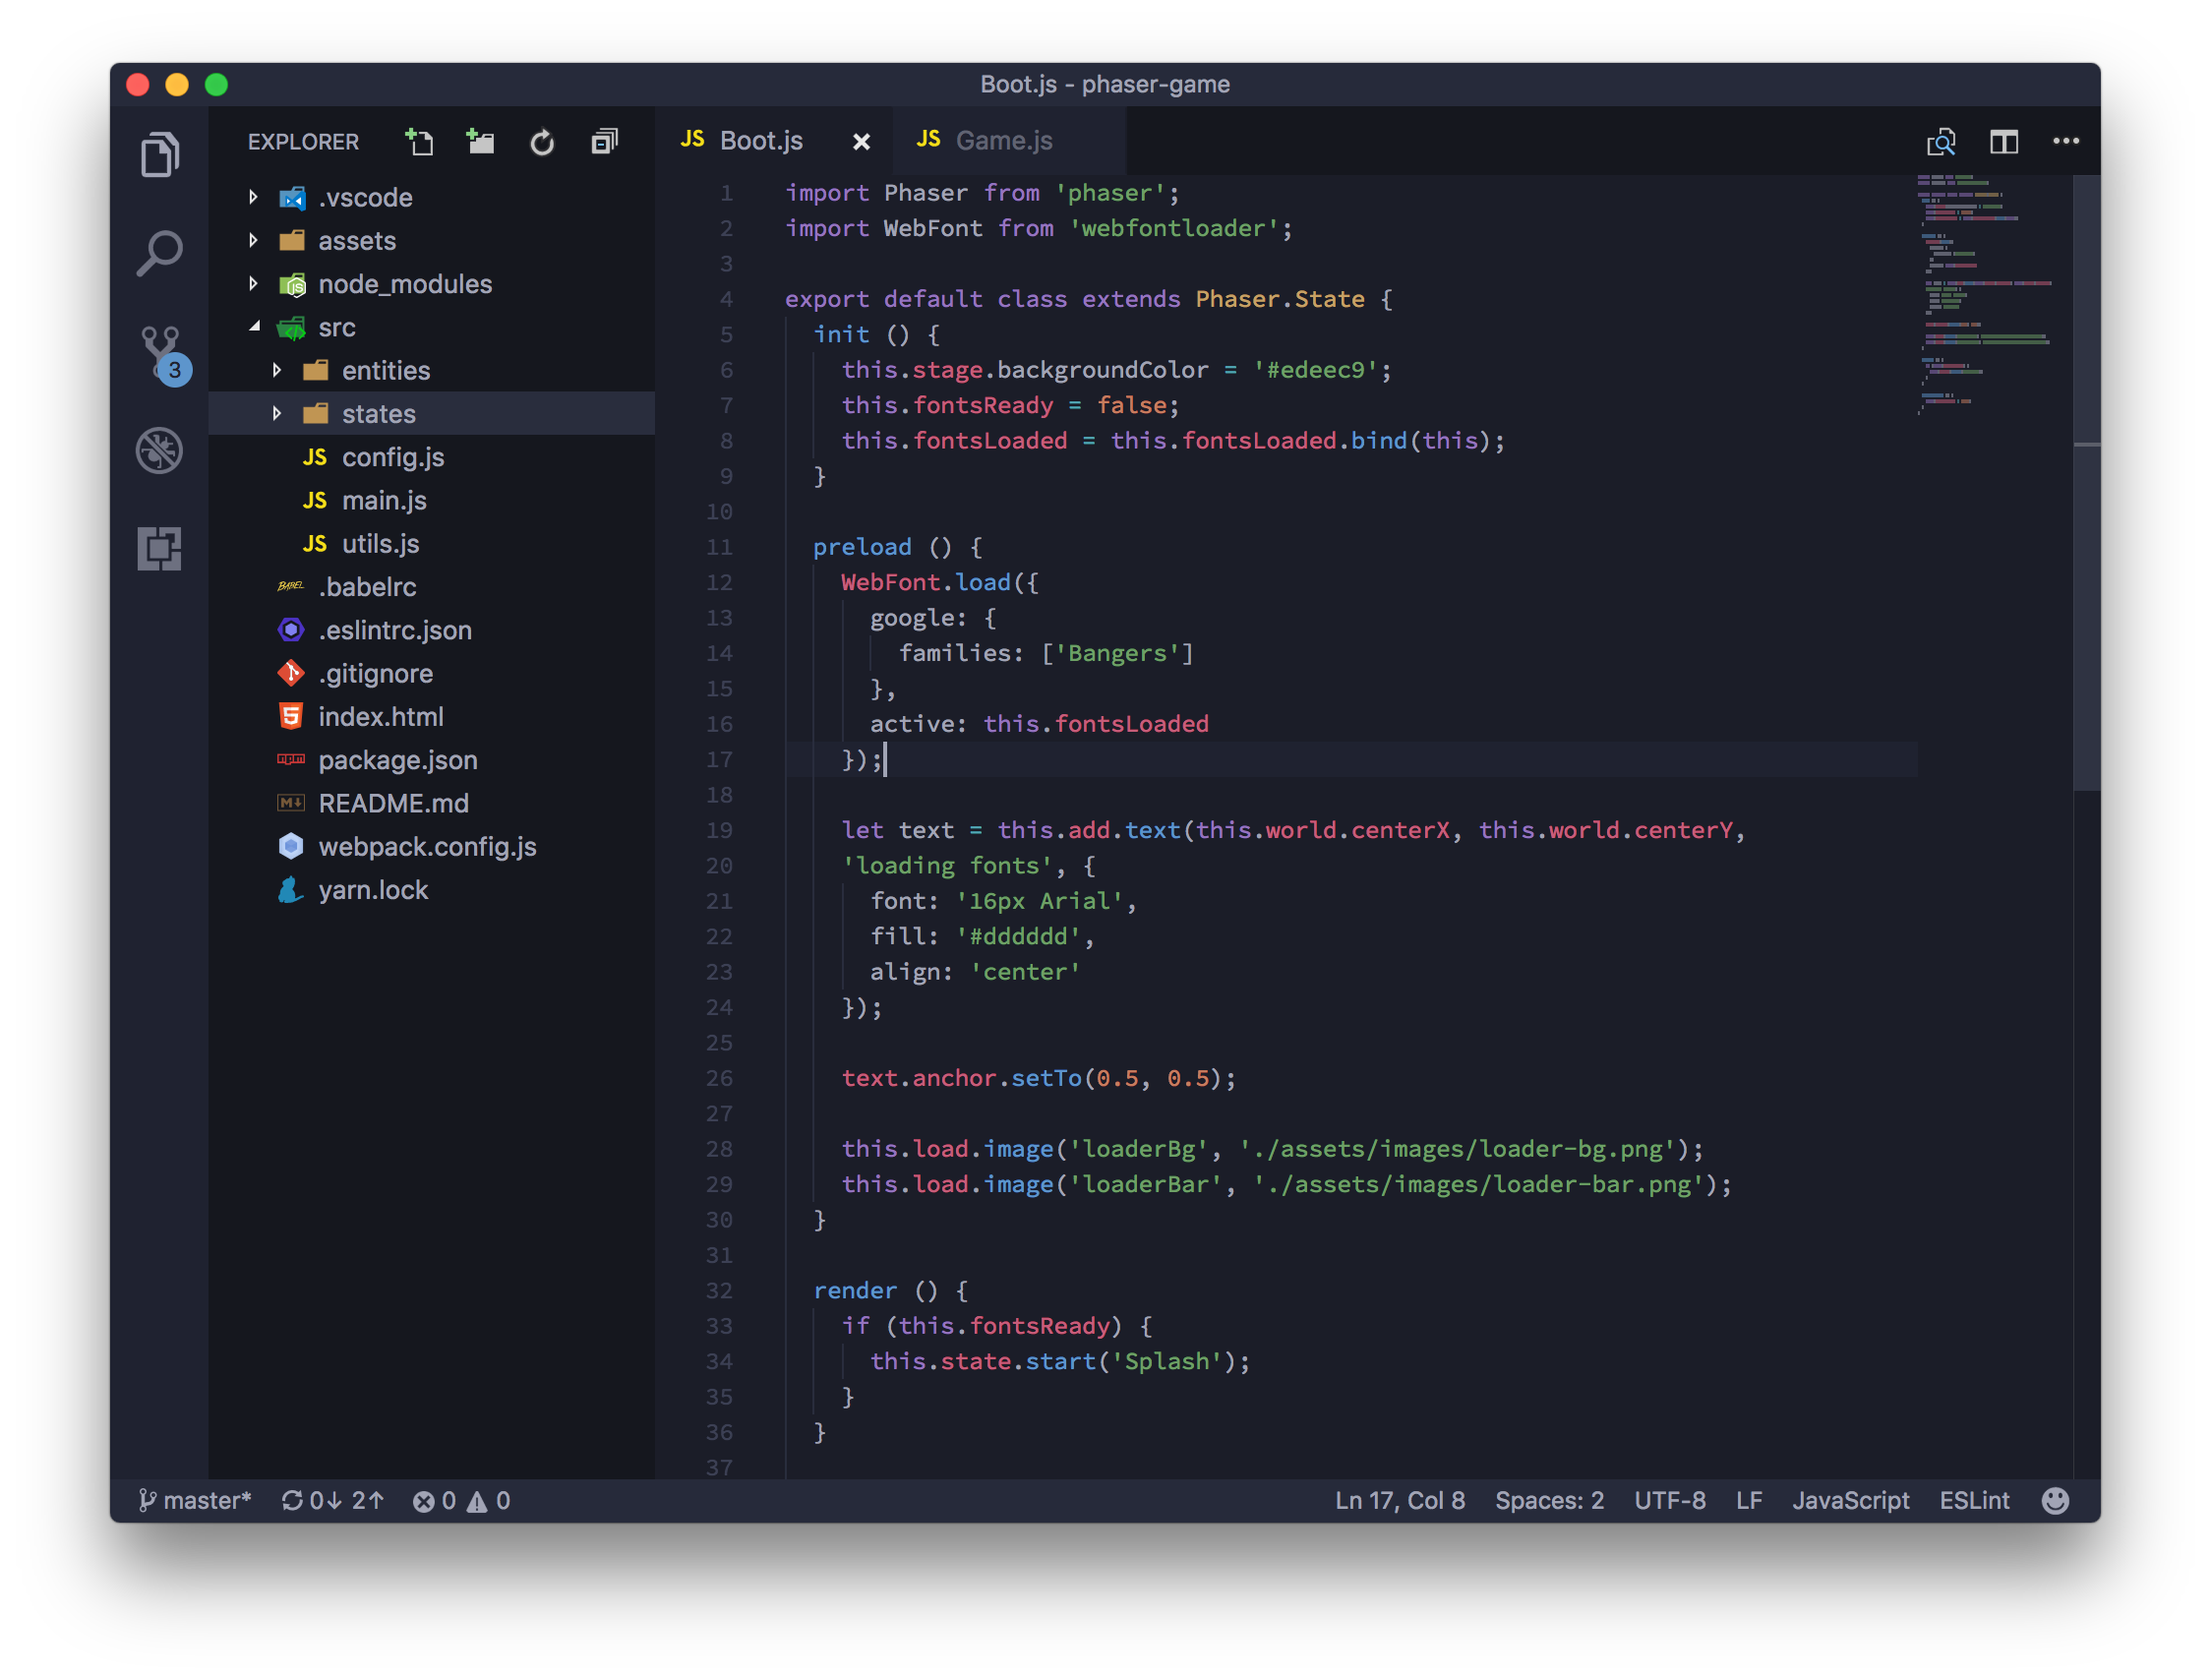 Boot.js - phaser-game
EXPLORER
JS Boot.js
JS Game.js
.vscode
assets
node_modules
src
entities
3
states
JS config.js
JS main.js
JS utils.js
BABEL .babelrc
.eslintrc.json
.gitignore
5 index.html
npm package.json
M README.md
webpack.config.js
yarn.lock
1 import Phaser from 'phaser';
2 import WebFont from 'webfontloader';
3
4 export default class extends Phaser.State {
5 init () {
6 this.stage.backgroundColor = '#edeec9';
7 this.fontsReady = false;
8 this.fontsLoaded = this.fontsLoaded.bind(this);
9 }
10
11 preload () {
12 WebFont.load({
13 google: {
14 families: ['Bangers']
15 },
16 active: this.fontsLoaded
17 });
18
19 let text = this.add.text(this.world.centerX, this.world.centerY,
20 'loading fonts', {
21 font: '16px Arial',
22 fill: '#dddddd',
23 align: 'center'
24 });
25
26 text.anchor.setTo(0.5, 0.5);
27
28 this.load.image('loaderBg', './assets/images/loader-bg.png');
29 this.load.image('loaderBar', './assets/images/loader-bar.png');
30 }
31
32 render () {
33 if (this.fontsReady) {
34 this.state.start('Splash');
35 }
36 }
37
master* 0↓ 2↑ 0 0
Ln 17, Col 8 Spaces: 2 UTF-8 LF JavaScript ESLint